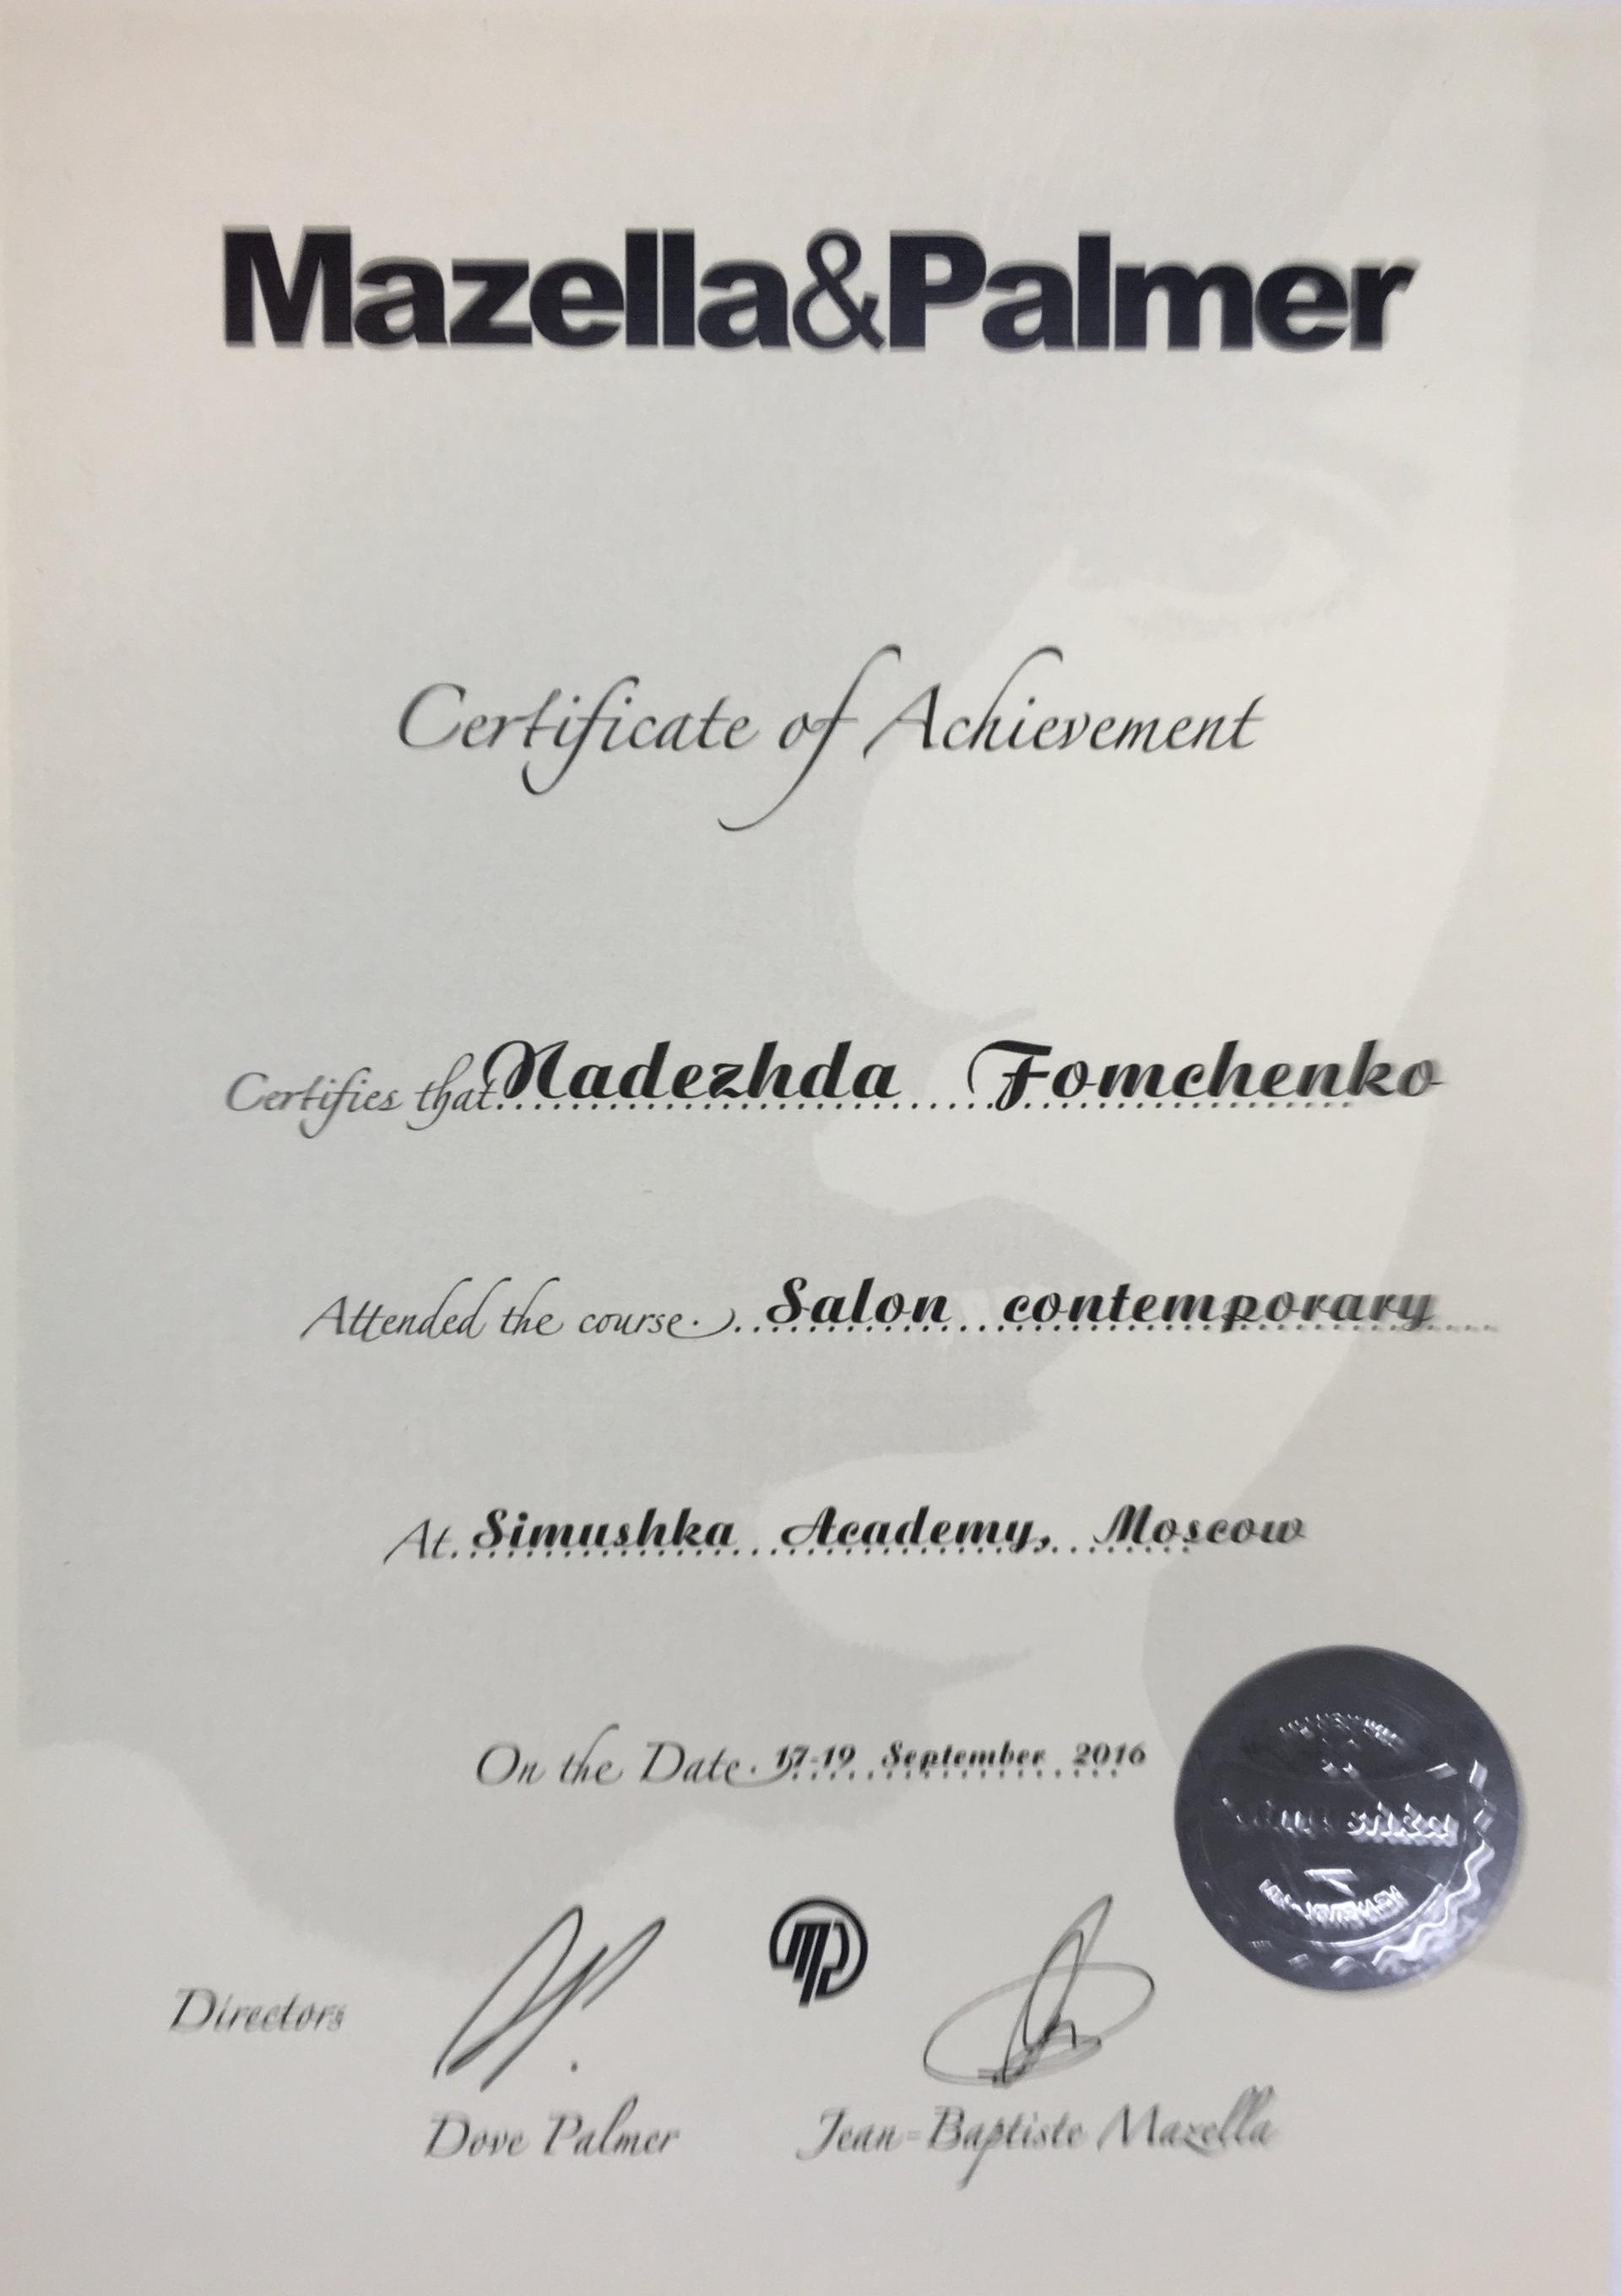 Mazella&Palmer
Certificate of Achievement
Certifies that Nadezhda Fomchenko
Attended the course Salon contemporary
At Simushka Academy, Moscow
On the Date 17-19 September 2016
MP
Directors
Dove Palmer Jean-Baptiste Mazella